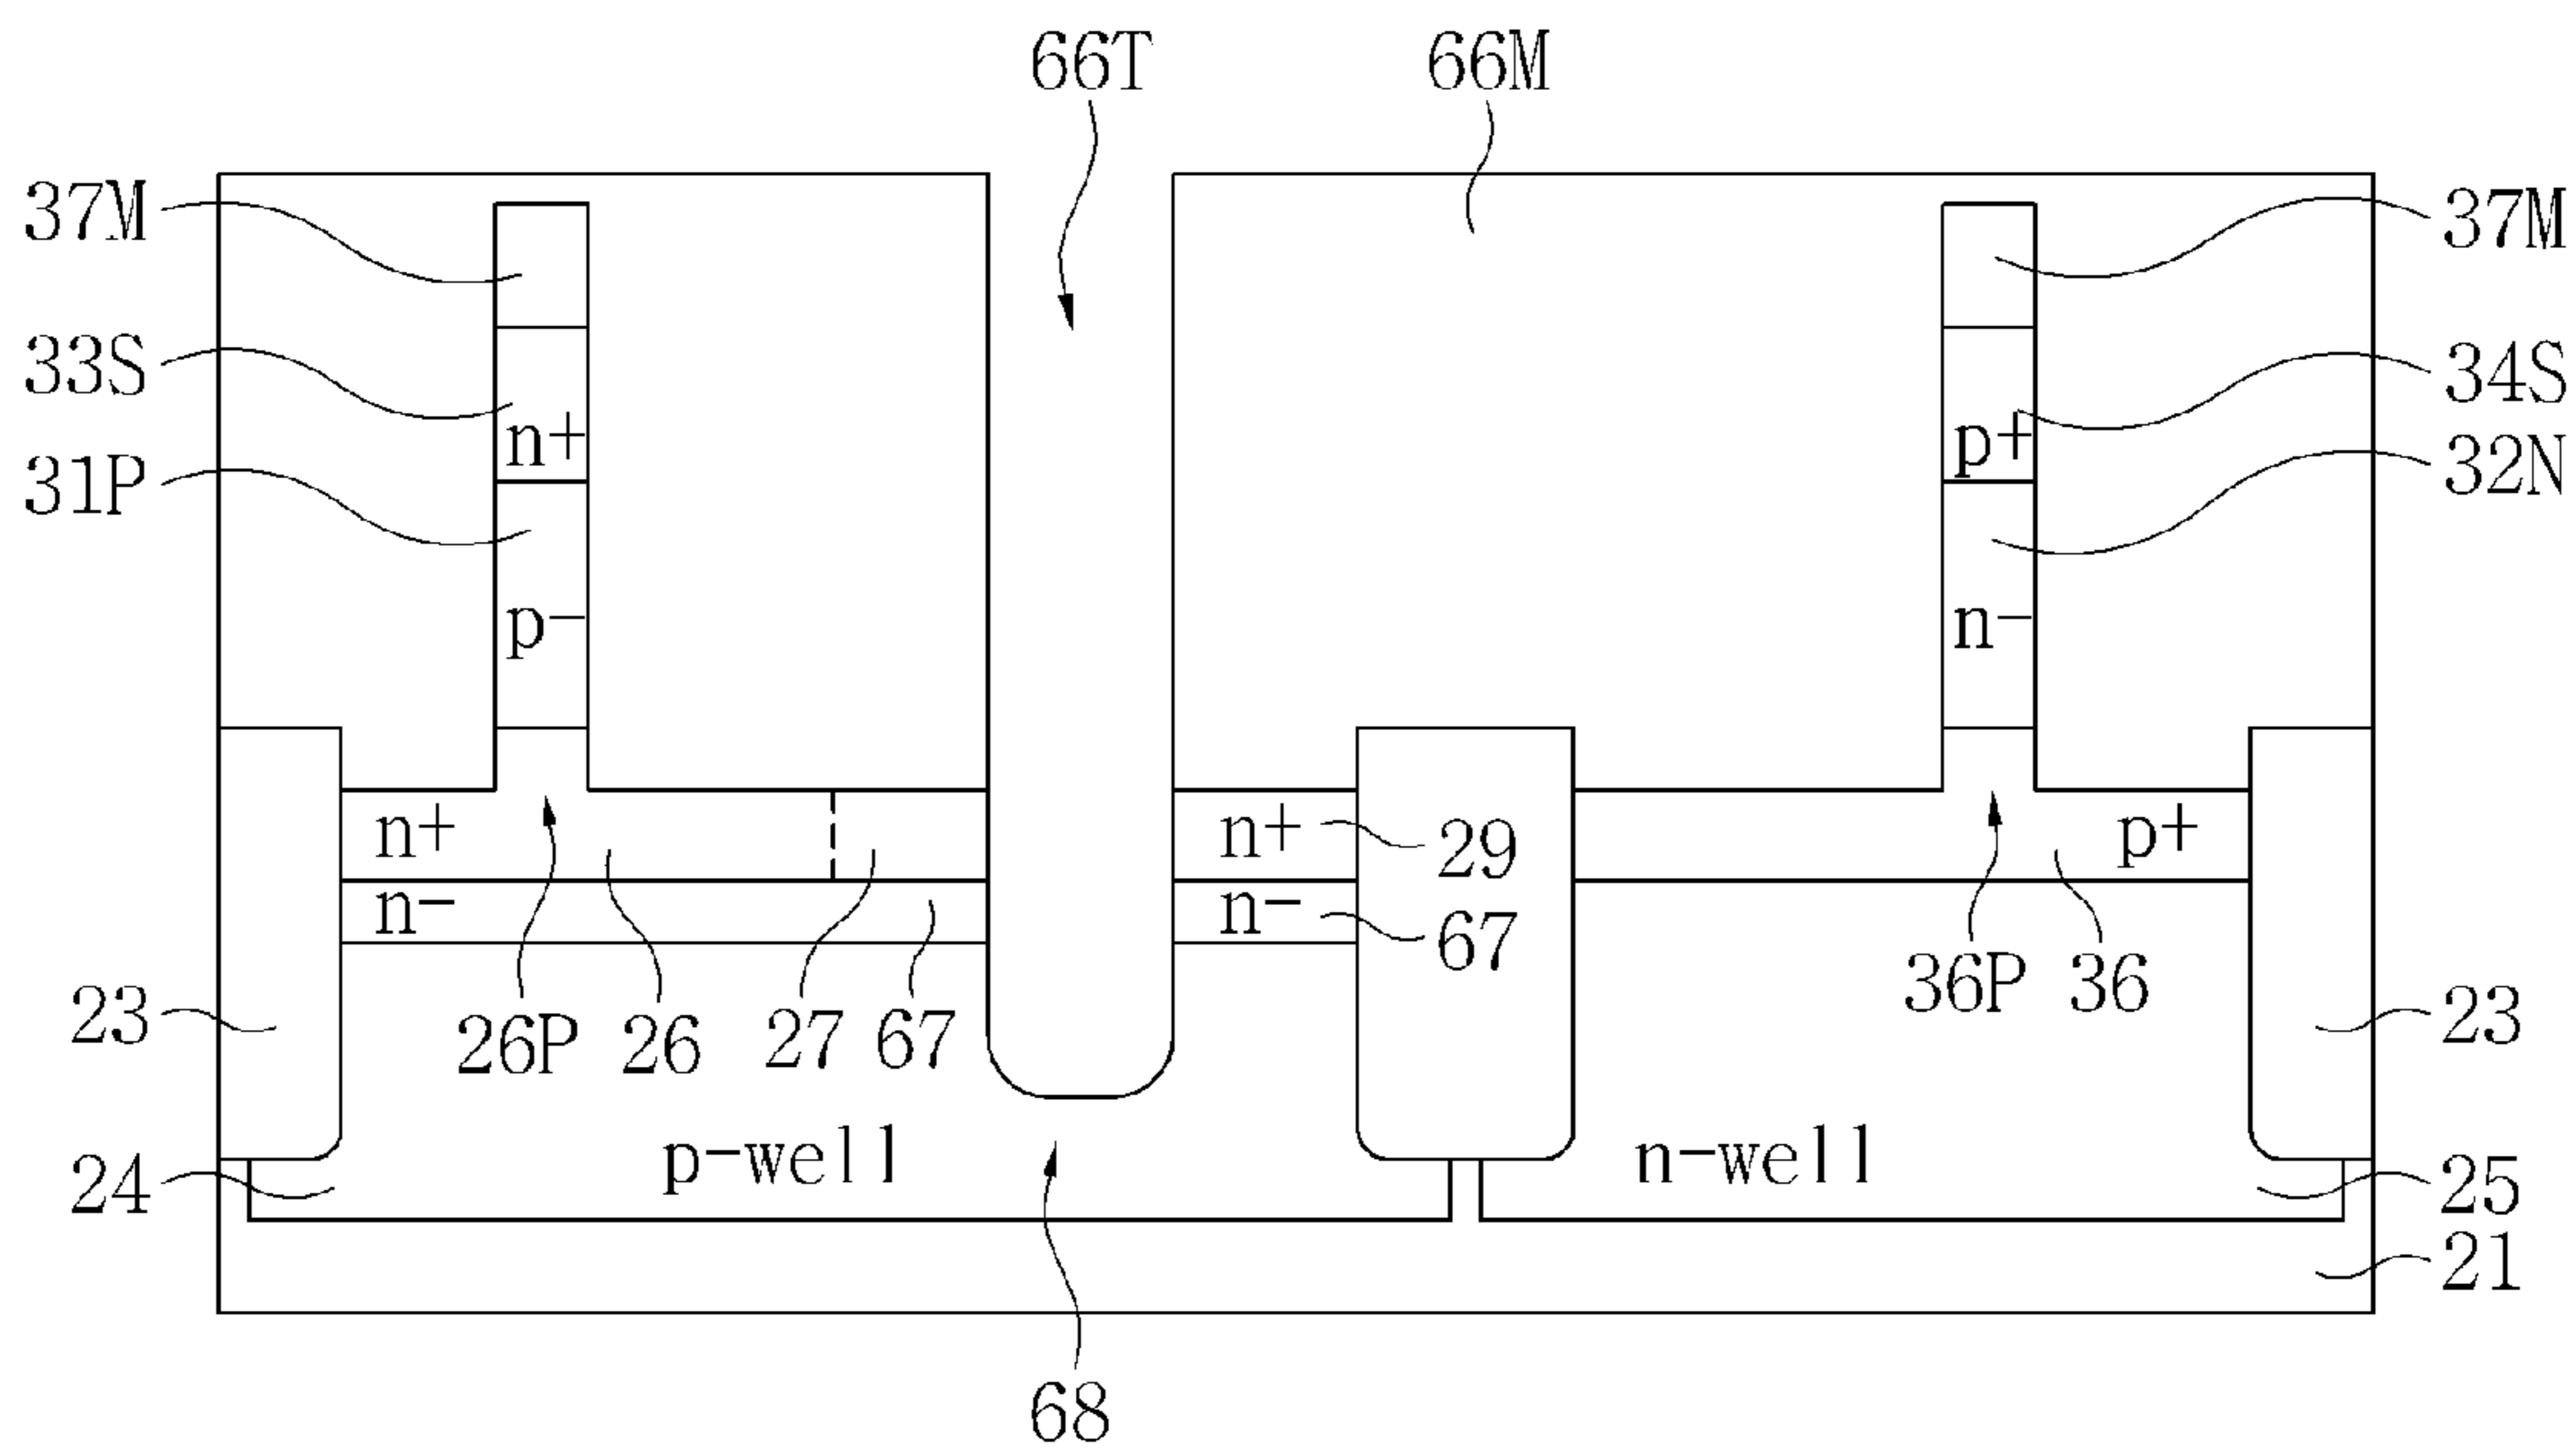 66T 66M
37M 37M
33S 34S
n+ p+
31P 32N
p- n-
n+ n+ 29 p+
n- n- 67
23 26P 26 27 67 36P 36 23
24 p-well n-well 25
21
68